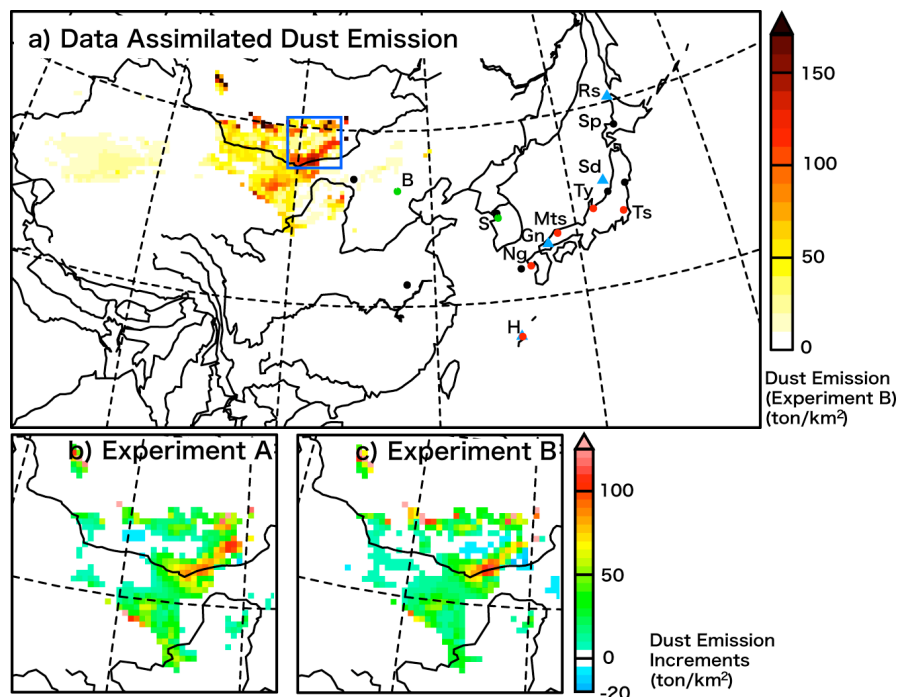 a) Data Assimilated Dust Emission
Rs
Sp
Sd
B
Ty
Ts
S
Mts
Gn
Ng
H
150
100
50
0
Dust Emission
(Experiment B)
(ton/km²)
b) Experiment A
c) Experiment B
100
50
0
-20
Dust Emission
Increments
(ton/km²)